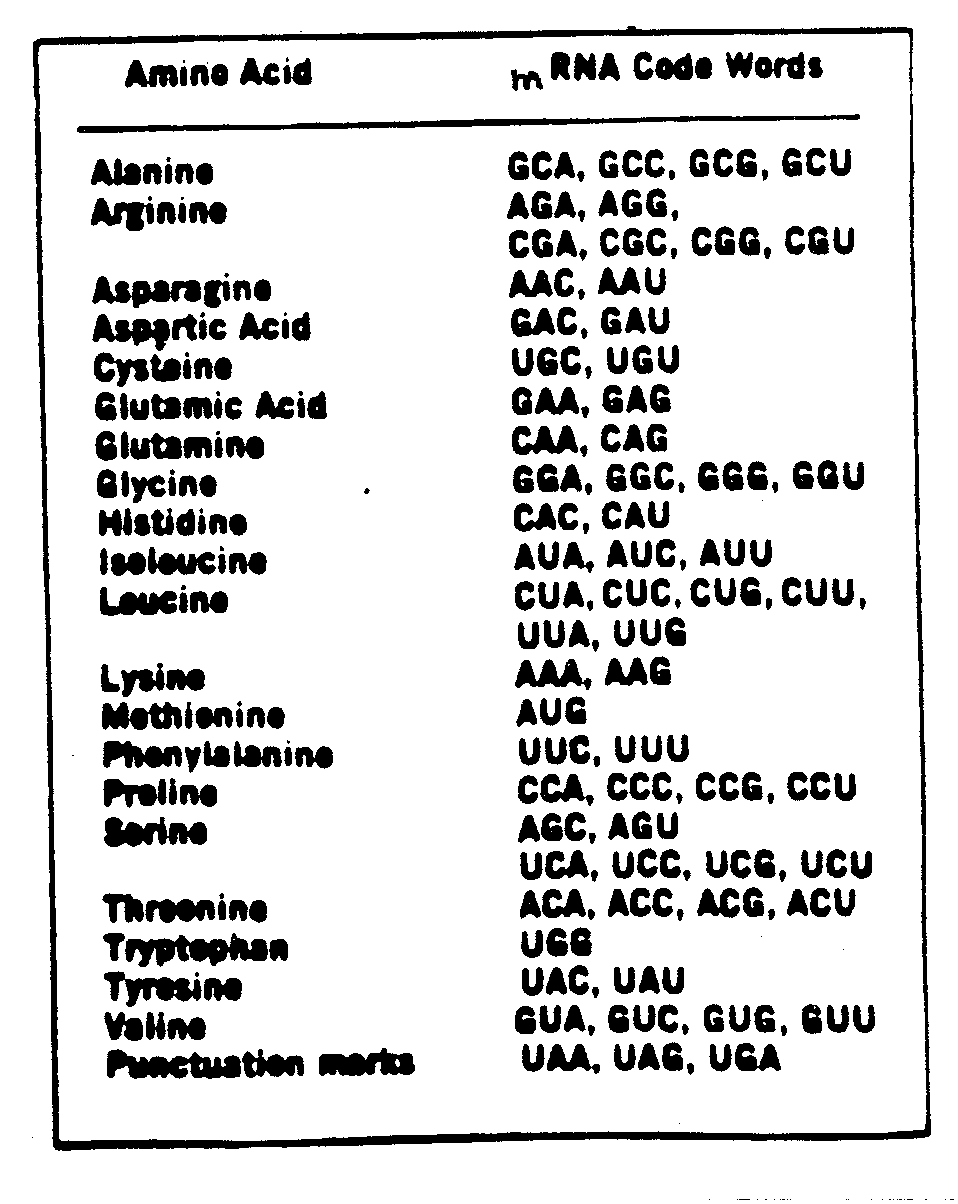 Amino Acid mRNA Code Words
Alanine GCA, GCC, GCG, GCU
Arginine AGA, AGG,
CGA, CGC, CGG, CGU
Asparagine AAC, AAU
Aspartic Acid GAC, GAU
Cysteine UGC, UGU
Glutamic Acid GAA, GAG
Glutamine CAA, CAG
Glycine GGA, GGC, GGG, GGU
Histidine CAC, CAU
Isoleucine AUA, AUC, AUU
Leucine CUA, CUC, CUG, CUU,
UUA, UUG
Lysine AAA, AAG
Methionine AUG
Phenylalanine UUC, UUU
Proline CCA, CCC, CCG, CCU
Serine AGC, AGU
UCA, UCC, UCG, UCU
Threonine ACA, ACC, ACG, ACU
Tryptophan UGG
Tyrosine UAC, UAU
Valine GUA, GUC, GUG, GUU
Punctuation marks UAA, UAG, UGA